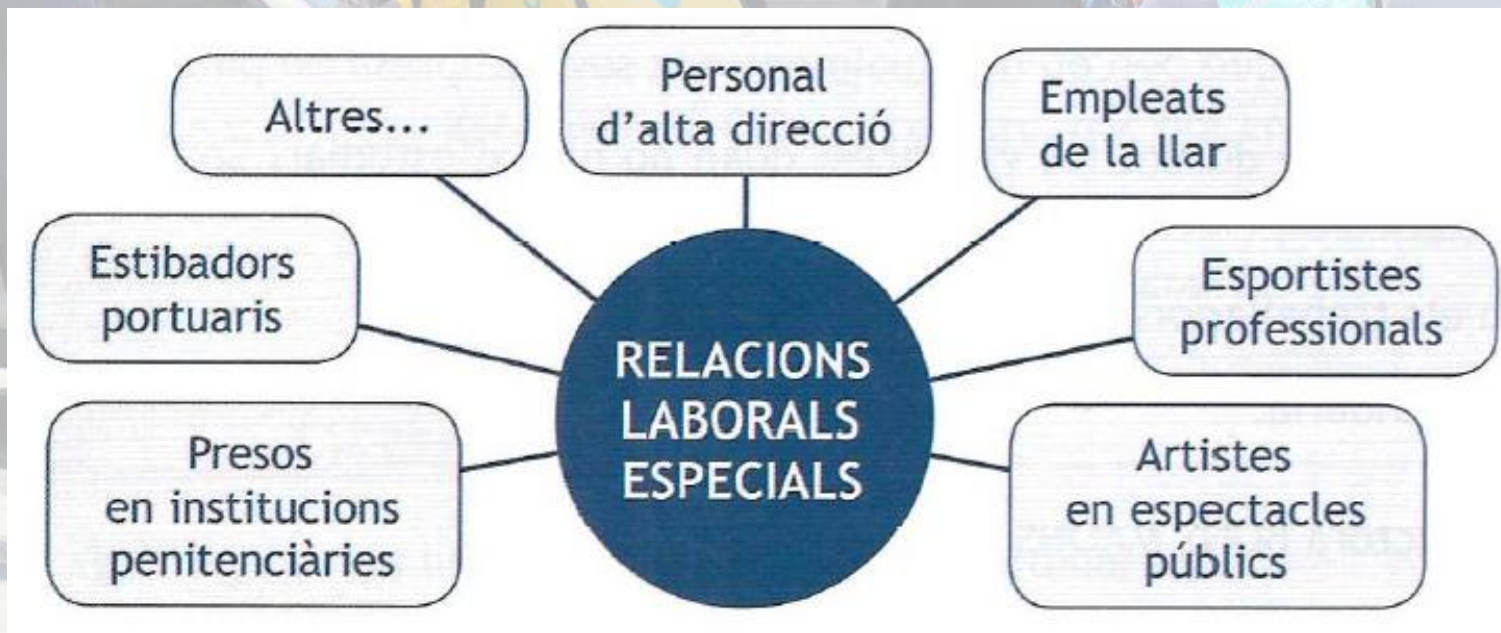 Altres...
Personal
d'alta direcció
Empleats
de la llar
Estibadors
portuaris
Esportistes
professionals
RELACIONS
LABORALS
ESPECIALS
Presos
en institucions
penitenciàries
Artistes
en espectacles
públics